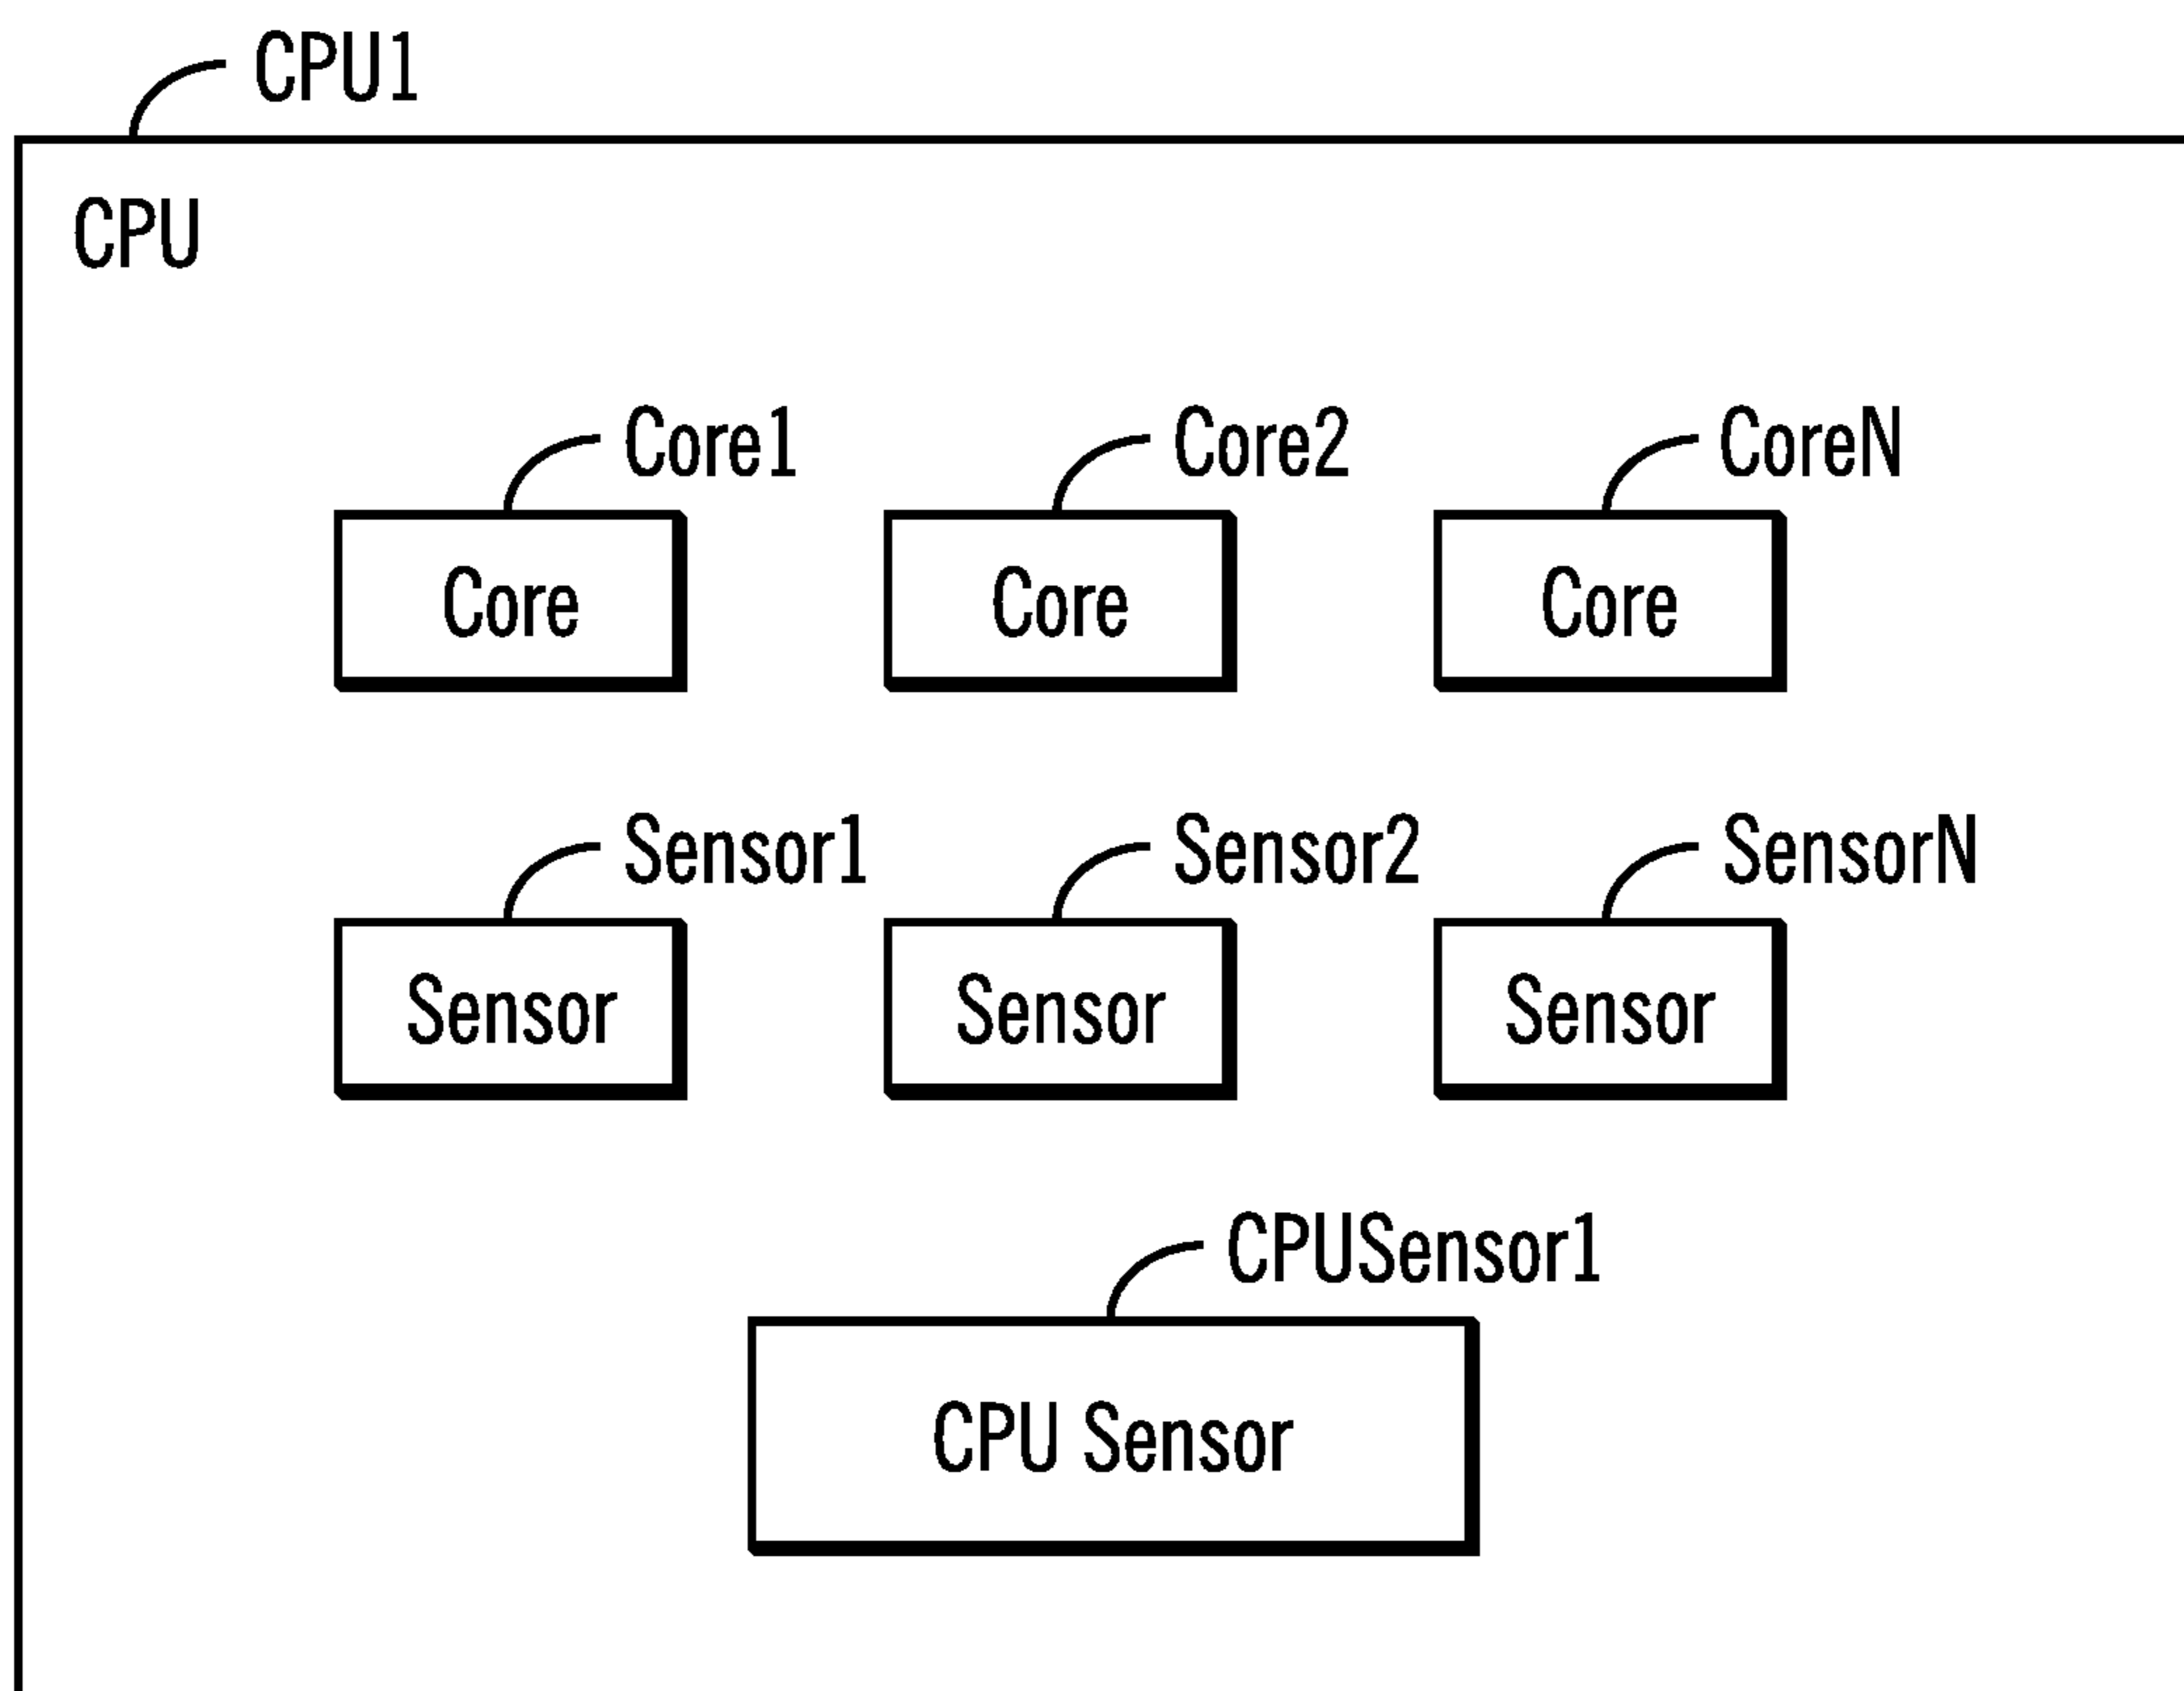 CPU1
CPU
Core1 Core2 CoreN
Core Core Core
Sensor1 Sensor2 SensorN
Sensor Sensor Sensor
CPUSensor1
CPU Sensor